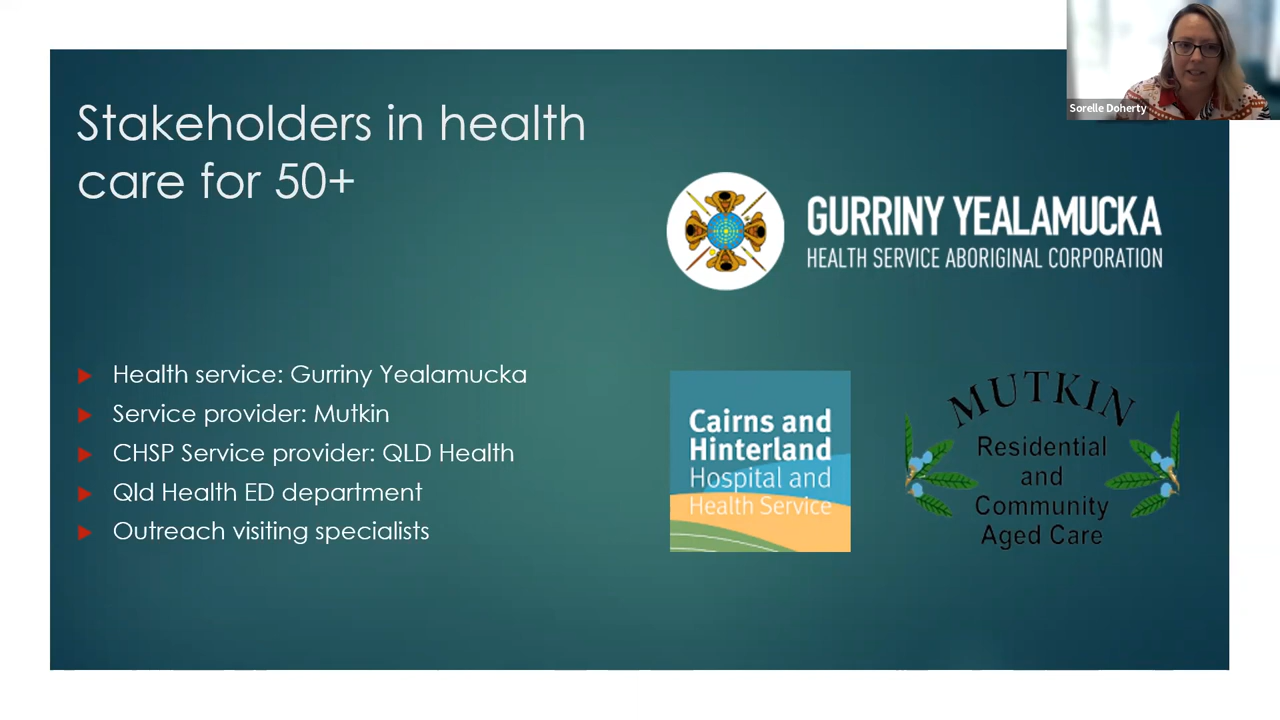 Stakeholders in health
care for 50+
Sorelle Doherty
GURRINY YEALAMUCKA
HEALTH SERVICE ABORIGINAL CORPORATION
Health service: Gurriny Yealamucka
Service provider: Mutkin
CHSP Service provider: QLD Health
Qld Health ED department
Outreach visiting specialists
Cairns and
Hinterland
Hospital and
Health Service
MUTKIN
Residential
and
Community
Aged Care